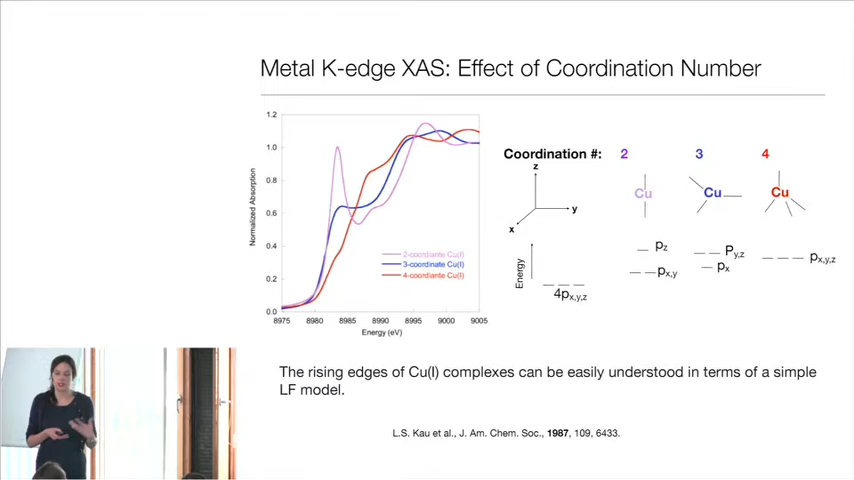 Metal K-edge XAS: Effect of Coordination Number
1.2
1.0
0.8
0.6
0.4
0.2
0.0
Normalized Absorption
8975 8980 8985 8990 8995 9000 9005
Energy (eV)
2-coordiante Cu(I)
3-coordinate Cu(I)
4-coordiante Cu(I)
Coordination #: 2 3 4
z
y
x
Cu Cu Cu
Energy
4px,y,z
pz
px,y
Py,z
px
px,y,z
The rising edges of Cu(I) complexes can be easily understood in terms of a simple
LF model.
L.S. Kau et al., J. Am. Chem. Soc., 1987, 109, 6433.